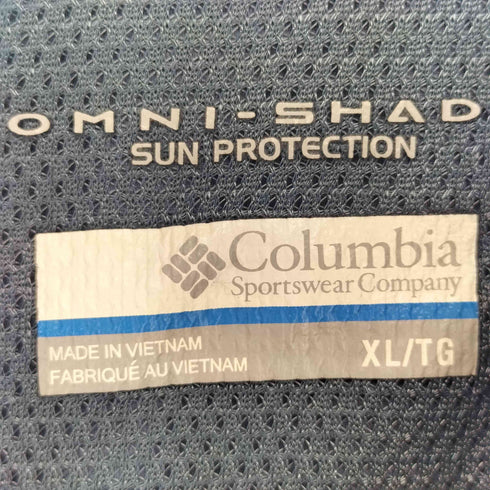 OMNI-SHAD
SUN PROTECTION
Columbia
Sportswear Company
MADE IN VIETNAM
FABRIQUÉ AU VIETNAM
XL/TG